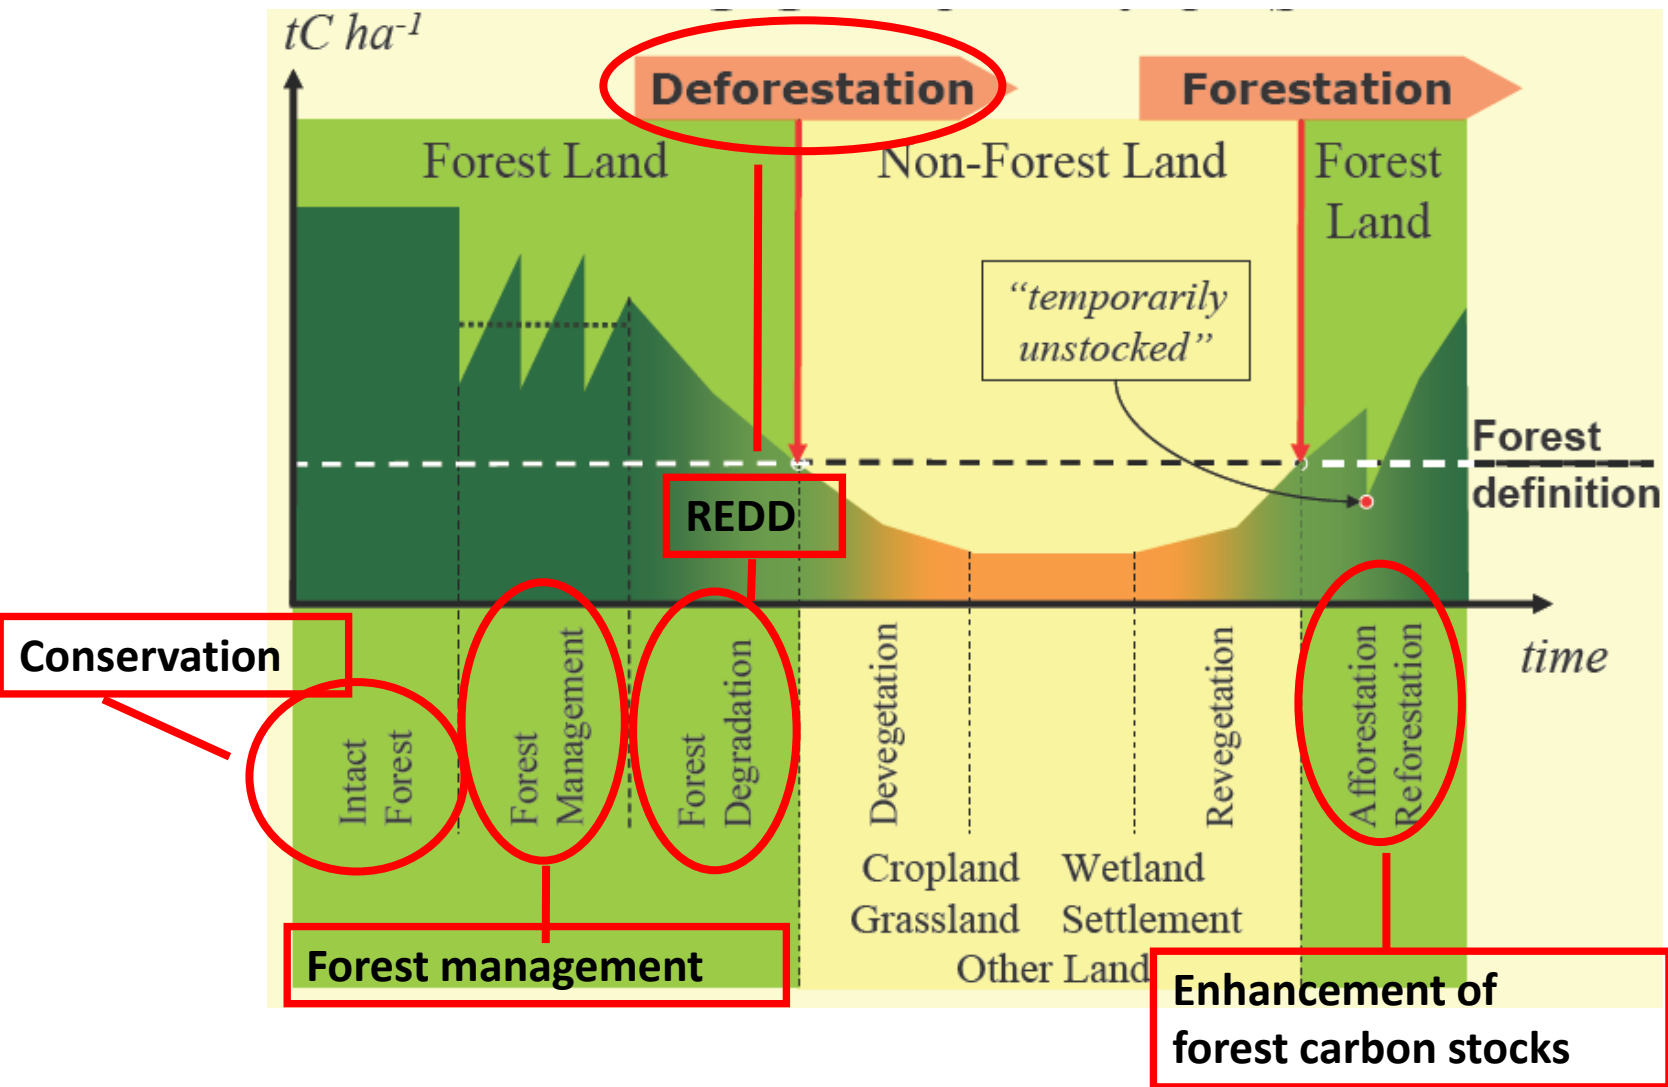 tC ha-1
Deforestation
Forestation
Forest Land
Non-Forest Land
Forest
Land
“temporarily
unstocked”
Forest
definition
REDD
time
Conservation
Intact
Forest
Forest
Management
Forest
Degradation
Devegetation
Revegetation
Afforestation
Reforestation
Cropland
Wetland
Grassland
Settlement
Other Land
Forest management
Enhancement of
forest carbon stocks